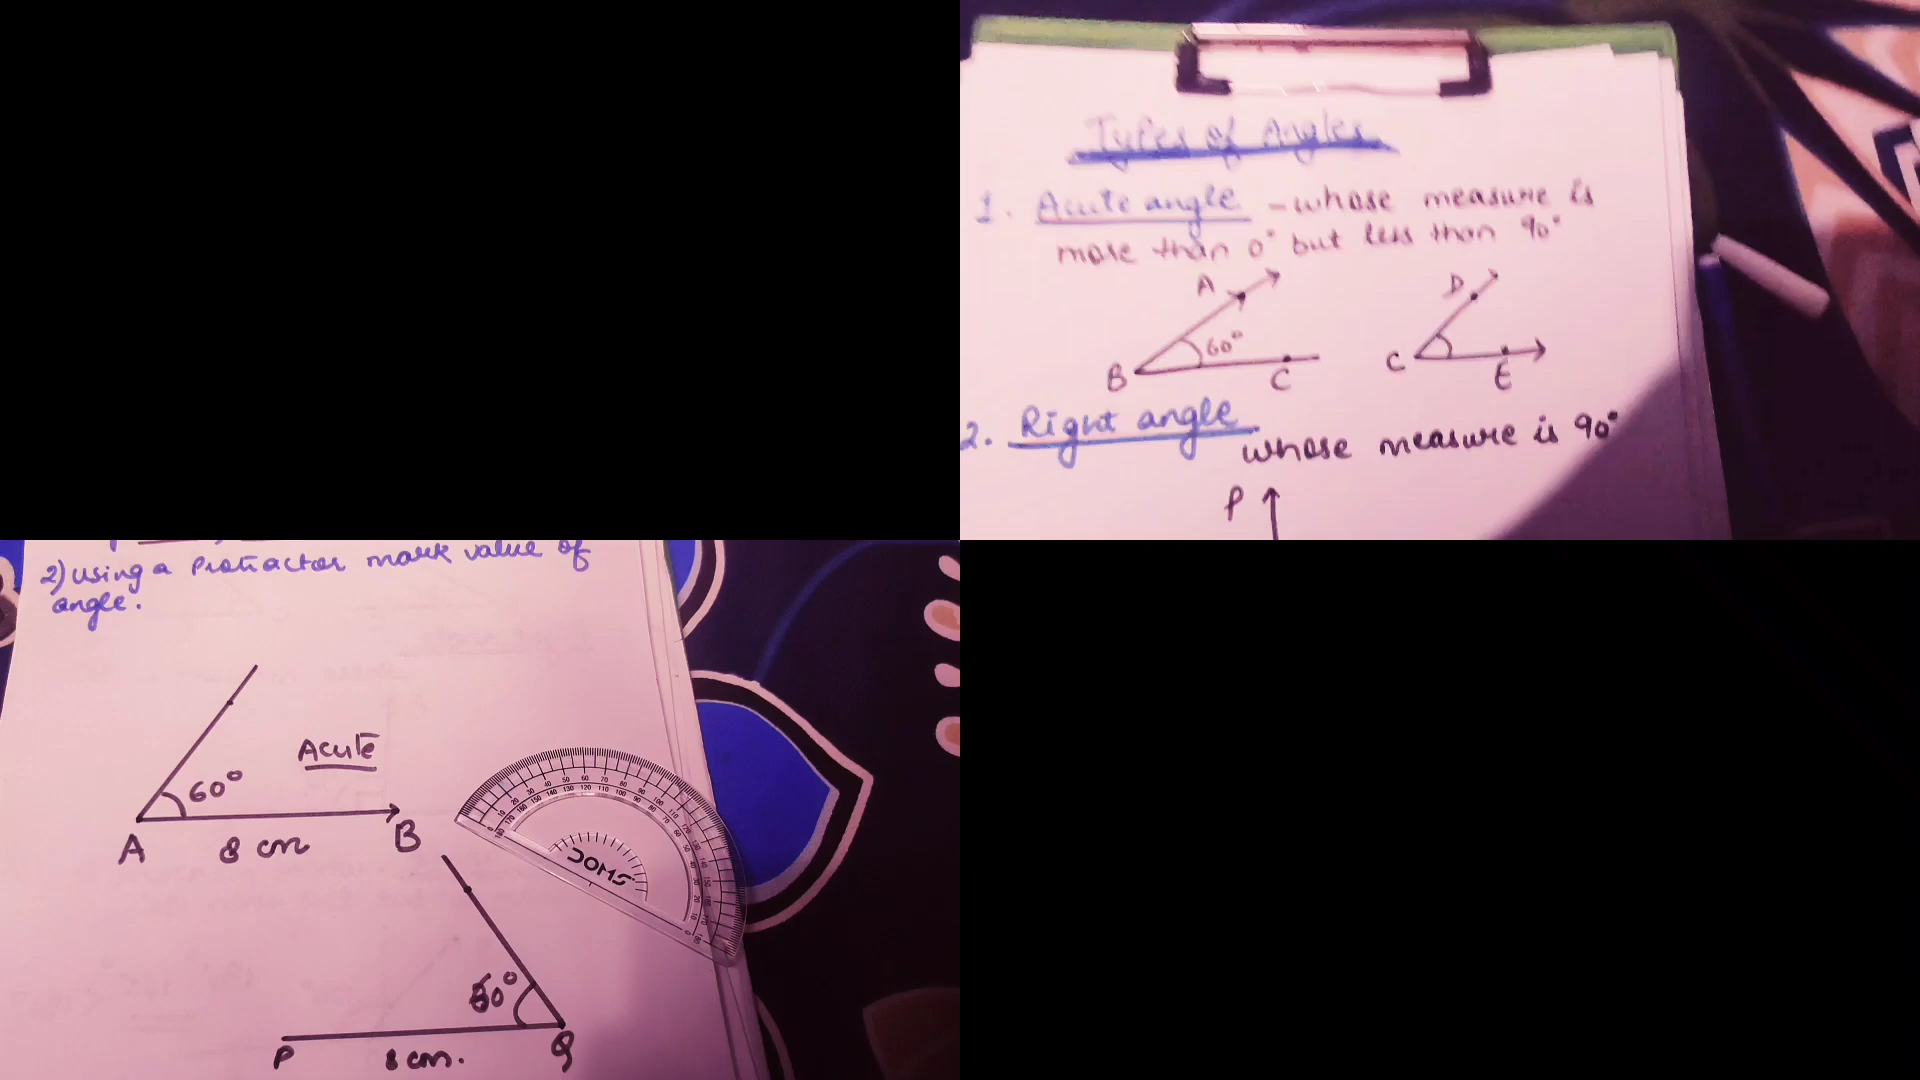 Types of Angles
1. Acute angle - whose measure is
more than 0° but less than 90°
A
D
60°
B
C
C
E
2. Right angle
whose measure is 90°
P
2) using a Protractor mark value of
angle.
Acute
60°
A
8 cm
B
DOMS
0°
P
8 cm.
Q